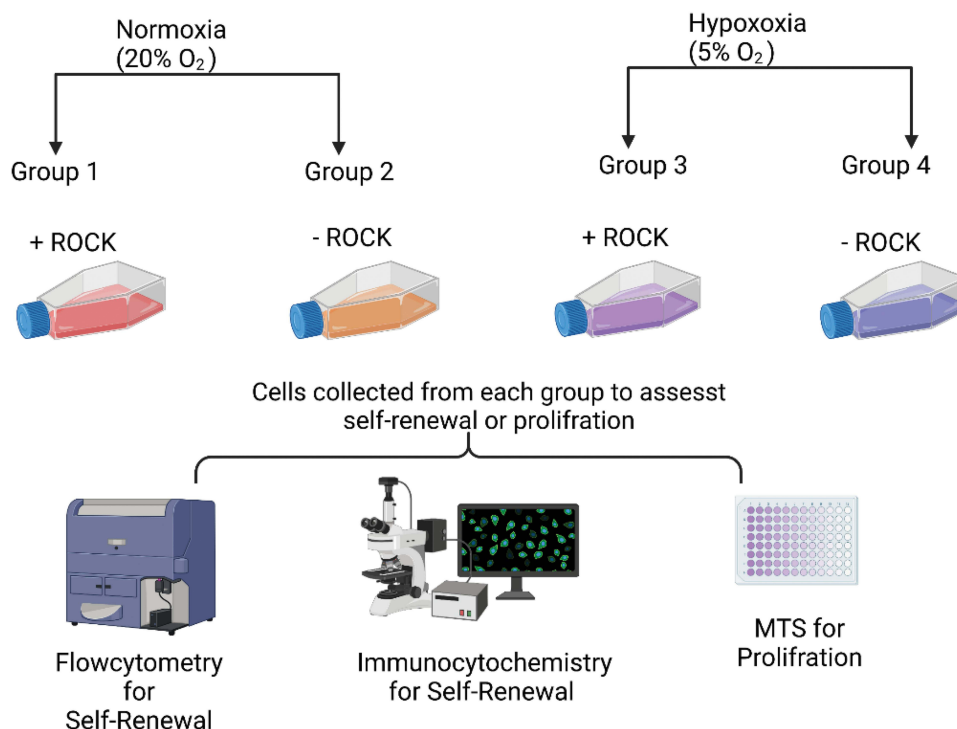 Normoxia
(20% O₂)
Hypoxoxia
(5% O₂)
Group 1
Group 2
Group 3
Group 4
+ ROCK
- ROCK
+ ROCK
- ROCK
Cells collected from each group to assesst
self-renewal or prolifration
Flowcytometry
for
Self-Renewal
Immunocytochemistry
for Self-Renewal
MTS for
Prolifration